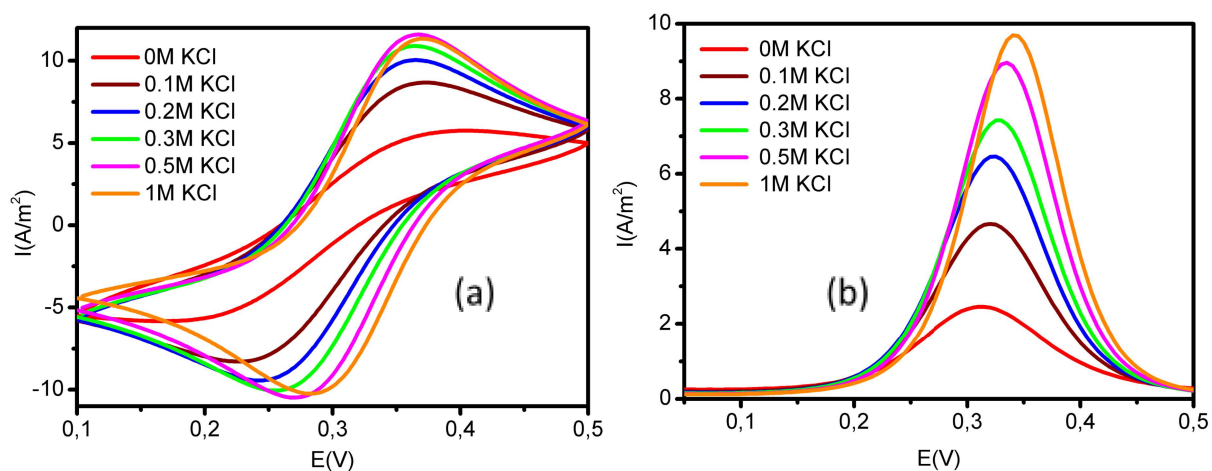 0M KCl
0.1M KCl
0.2M KCl
0.3M KCl
0.5M KCl
1M KCl
10
5
0
-5
-10
I(A/m²)
0,1
0,2
0,3
0,4
0,5
E(V)
(a)
0M KCl
0.1M KCl
0.2M KCl
0.3M KCl
0.5M KCl
1M KCl
10
8
6
4
2
0
I(A/m²)
0,1
0,2
0,3
0,4
0,5
E(V)
(b)